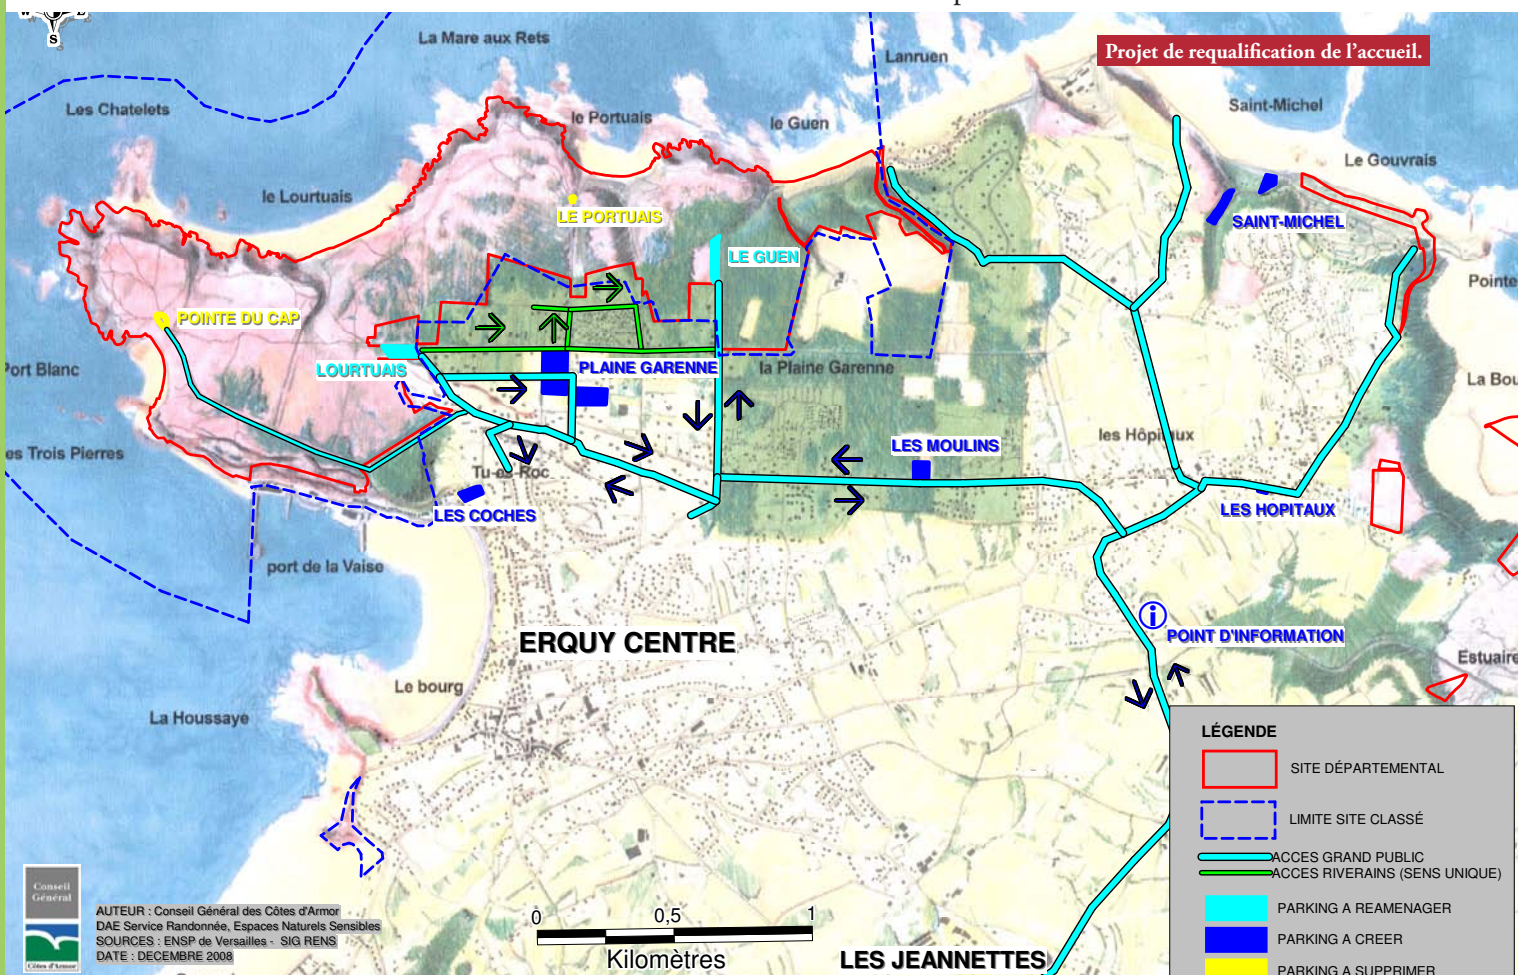 W
E
S
La Mare aux Rets
Lanruen
Projet de requalification de l'accueil.
Les Chatelets
le Portuais
le Guen
Saint-Michel
Le Gouvrais
le Lourtuais
LE PORTUAIS
SAINT-MICHEL
LE GUEN
Pointe
POINTE DU CAP
Port Blanc
LOURTUAIS
PLAINE GARENNE
la Plaine Garenne
La Bou
les Hôpitaux
LES MOULINS
es Trois Pierres
Tu-es-Roc
LES COCHES
LES HOPITAUX
port de la Vaise
i
POINT D'INFORMATION
ERQUY CENTRE
Estuaire
Le bourg
La Houssaye
LÉGENDE
SITE DÉPARTEMENTAL
LIMITE SITE CLASSÉ
ACCES GRAND PUBLIC
ACCES RIVERAINS (SENS UNIQUE)
PARKING A REAMENAGER
PARKING A CREER
PARKING A SUPPRIMER
Conseil
Général
Côtes d'Armor
AUTEUR : Conseil Général des Côtes d'Armor
DAE Service Randonnée, Espaces Naturels Sensibles
SOURCES : ENSP de Versailles - SIG RENS
DATE : DECEMBRE 2008
0 0,5 1
Kilomètres
LES JEANNETTES